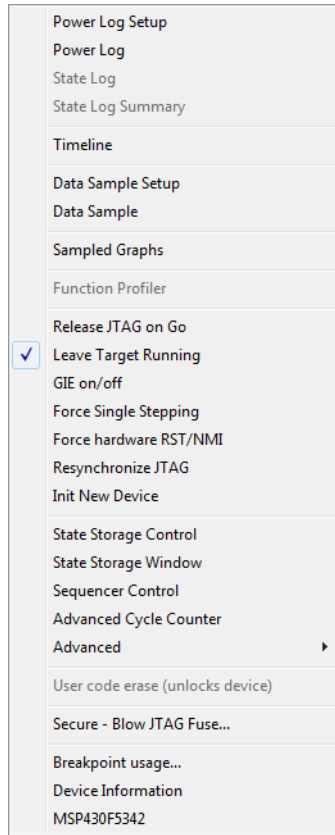 Power Log Setup
Power Log
State Log
State Log Summary
Timeline
Data Sample Setup
Data Sample
Sampled Graphs
Function Profiler
Release JTAG on Go
Leave Target Running
GIE on/off
Force Single Stepping
Force hardware RST/NMI
Resynchronize JTAG
Init New Device
State Storage Control
State Storage Window
Sequencer Control
Advanced Cycle Counter
Advanced
User code erase (unlocks device)
Secure - Blow JTAG Fuse...
Breakpoint usage...
Device Information
MSP430F5342